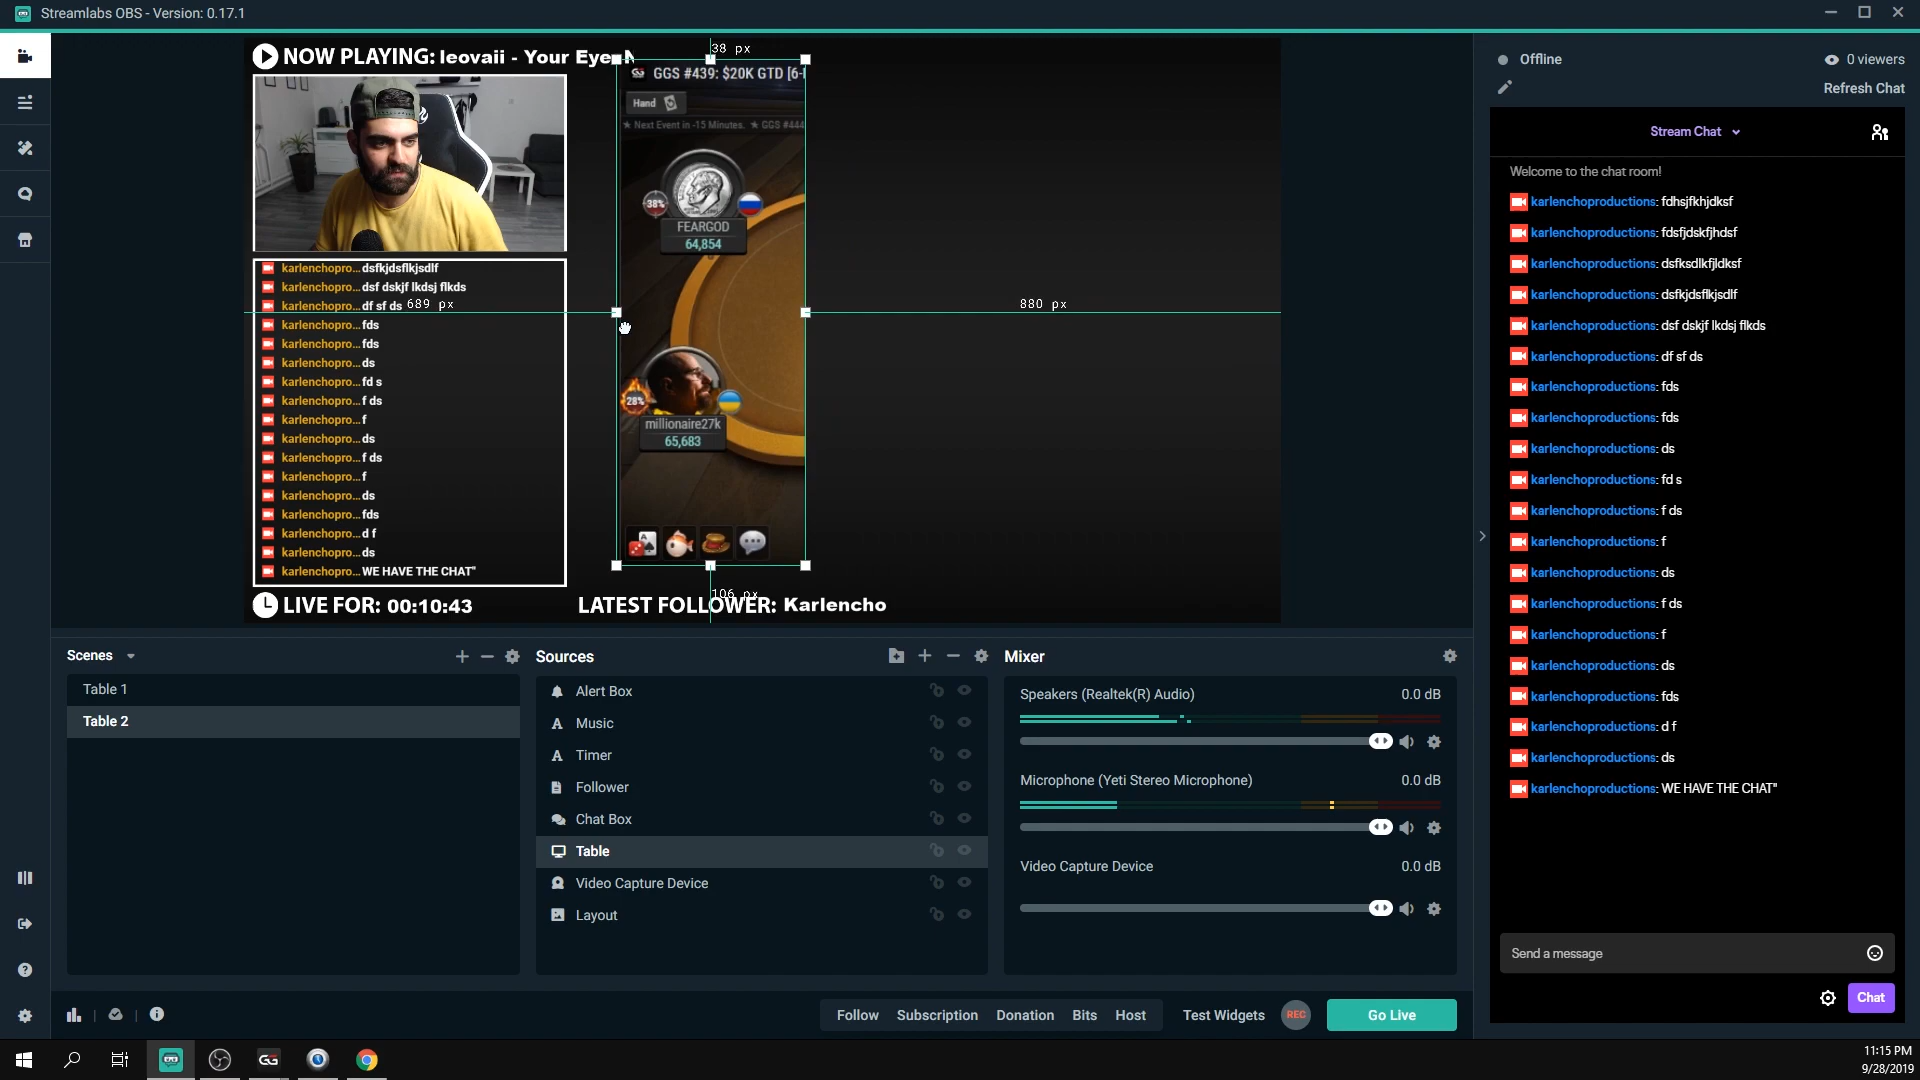 Streamlabs OBS - Version: 0.17.1
NOW PLAYING: leovaii - Your Eye
38 px
GGS #439: $20K GTD [6-
Hand
★ Next Event in -15 Minutes. ★ GGS #444
38%
FEARGOD
64,854
28%
millionaire27k
65,683
689 px
880 px
106 px
karlenchopro... dsfkjdsflkjsdlf
karlenchopro... dsf dskjf lkdsj flkds
karlenchopro... df sf ds
karlenchopro... fds
karlenchopro... fds
karlenchopro... ds
karlenchopro... fd s
karlenchopro... f ds
karlenchopro... f
karlenchopro... ds
karlenchopro... f ds
karlenchopro... f
karlenchopro... ds
karlenchopro... fds
karlenchopro... d f
karlenchopro... ds
karlenchopro... WE HAVE THE CHAT"
LIVE FOR: 00:10:43
LATEST FOLLOWER: Karlencho
Offline
0 viewers
Refresh Chat
Stream Chat
Welcome to the chat room!
karlenchoproductions: fdhsjfkhjdksf
karlenchoproductions: fdsfjdskfjhdsf
karlenchoproductions: dsfksdlkfjldksf
karlenchoproductions: dsfkjdsflkjsdlf
karlenchoproductions: dsf dskjf lkdsj flkds
karlenchoproductions: df sf ds
karlenchoproductions: fds
karlenchoproductions: fds
karlenchoproductions: ds
karlenchoproductions: fd s
karlenchoproductions: f ds
karlenchoproductions: f
karlenchoproductions: ds
karlenchoproductions: f ds
karlenchoproductions: f
karlenchoproductions: ds
karlenchoproductions: fds
karlenchoproductions: d f
karlenchoproductions: ds
karlenchoproductions: WE HAVE THE CHAT"
Send a message
Chat
Scenes
Table 1
Table 2
Sources
Alert Box
Music
Timer
Follower
Chat Box
Table
Video Capture Device
Layout
Mixer
Speakers (Realtek(R) Audio)
0.0 dB
Microphone (Yeti Stereo Microphone)
0.0 dB
Video Capture Device
0.0 dB
Follow
Subscription
Donation
Bits
Host
Test Widgets
REC
Go Live
11:15 PM
9/28/2019